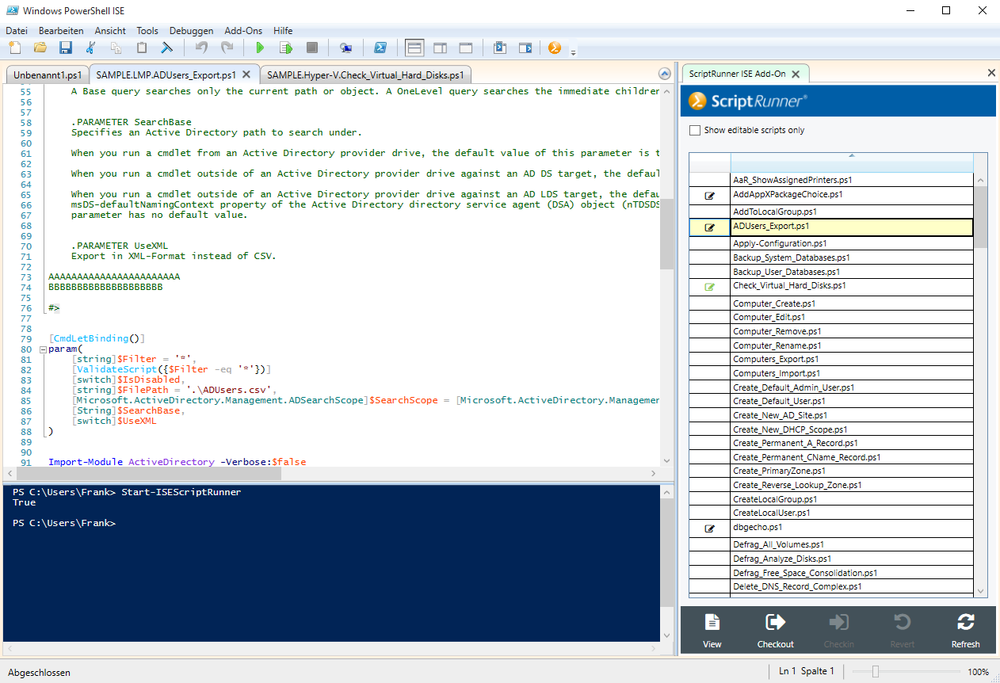 Windows PowerShell ISE
Datei Bearbeiten Ansicht Tools Debuggen Add-Ons Hilfe
Unbenannt1.ps1 SAMPLE.LMP.ADUsers_Export.ps1 SAMPLE.Hyper-V.Check_Virtual_Hard_Disks.ps1
55 A Base query searches only the current path or object. A OneLevel query searches the immediate children
56
57
58 .PARAMETER SearchBase
59 Specifies an Active Directory path to search under.
60
61 When you run a cmdlet from an Active Directory provider drive, the default value of this parameter is t
62
63 When you run a cmdlet outside of an Active Directory provider drive against an AD DS target, the defaul
64
65 When you run a cmdlet outside of an Active Directory provider drive against an AD LDS target, the defau
66 msDS-defaultNamingContext property of the Active Directory directory service agent (DSA) object (nTDSDS
67 parameter has no default value.
68
69
70 .PARAMETER UseXML
71 Export in XML-Format instead of CSV.
72
73 AAAAAAAAAAAAAAAAAAAAAAA
74 BBBBBBBBBBBBBBBBBBBB
75
76 #>
77
78
79 [CmdLetBinding()]
80 param(
81 [string]$Filter = '*',
82 [ValidateScript({$Filter -eq '*'})]
83 [switch]$IsDisabled,
84 [string]$FilePath = '.\ADUsers.csv',
85 [Microsoft.ActiveDirectory.Management.ADSearchScope]$SearchScope = [Microsoft.ActiveDirectory.Managemen
86 [String]$SearchBase,
87 [switch]$UseXML
88 )
89
90
91 Import-Module ActiveDirectory -Verbose:$false
PS C:\Users\Frank> Start-ISEScriptRunner
True
PS C:\Users\Frank>
ScriptRunner ISE Add-On
ScriptRunner®
Show editable scripts only
AaR_ShowAssignedPrinters.ps1
AddAppXPackageChoice.ps1
AddToLocalGroup.ps1
ADUsers_Export.ps1
Apply-Configuration.ps1
Backup_System_Databases.ps1
Backup_User_Databases.ps1
Check_Virtual_Hard_Disks.ps1
Computer_Create.ps1
Computer_Edit.ps1
Computer_Remove.ps1
Computer_Rename.ps1
Computers_Export.ps1
Computers_Import.ps1
Create_Default_Admin_User.ps1
Create_Default_User.ps1
Create_New_AD_Site.ps1
Create_New_DHCP_Scope.ps1
Create_Permanent_A_Record.ps1
Create_Permanent_CName_Record.ps1
Create_PrimaryZone.ps1
Create_Reverse_Lookup_Zone.ps1
CreateLocalGroup.ps1
CreateLocalUser.ps1
dbgecho.ps1
Defrag_All_Volumes.ps1
Defrag_Analyze_Disks.ps1
Defrag_Free_Space_Consolidation.ps1
Delete_DNS_Record_Complex.ps1
View Checkout Checkin Revert Refresh
Abgeschlossen Ln 1 Spalte 1 100%